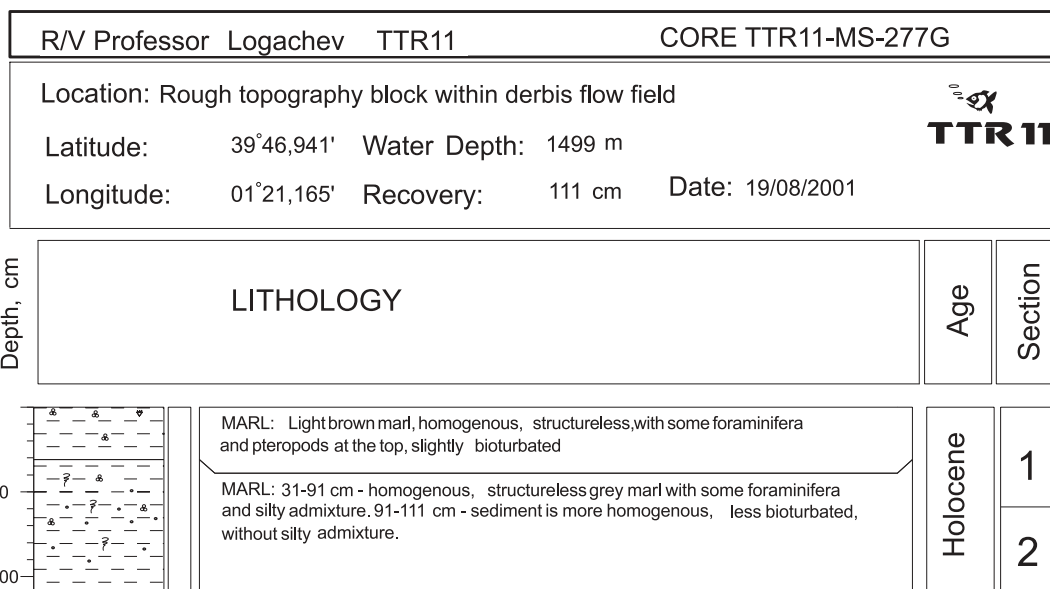 R/V Professor Logachev TTR11 CORE TTR11-MS-277G
Location: Rough topography block within derbis flow field
TTR 11
Latitude: 39°46,941' Water Depth: 1499 m
Longitude: 01°21,165' Recovery: 111 cm Date: 19/08/2001
Depth, cm
LITHOLOGY
Age
Section
MARL: Light brown marl, homogenous, structureless,with some foraminifera
and pteropods at the top, slightly bioturbated
MARL: 31-91 cm - homogenous, structureless grey marl with some foraminifera
and silty admixture. 91-111 cm - sediment is more homogenous, less bioturbated,
without silty admixture.
Holocene
1
2
0
00